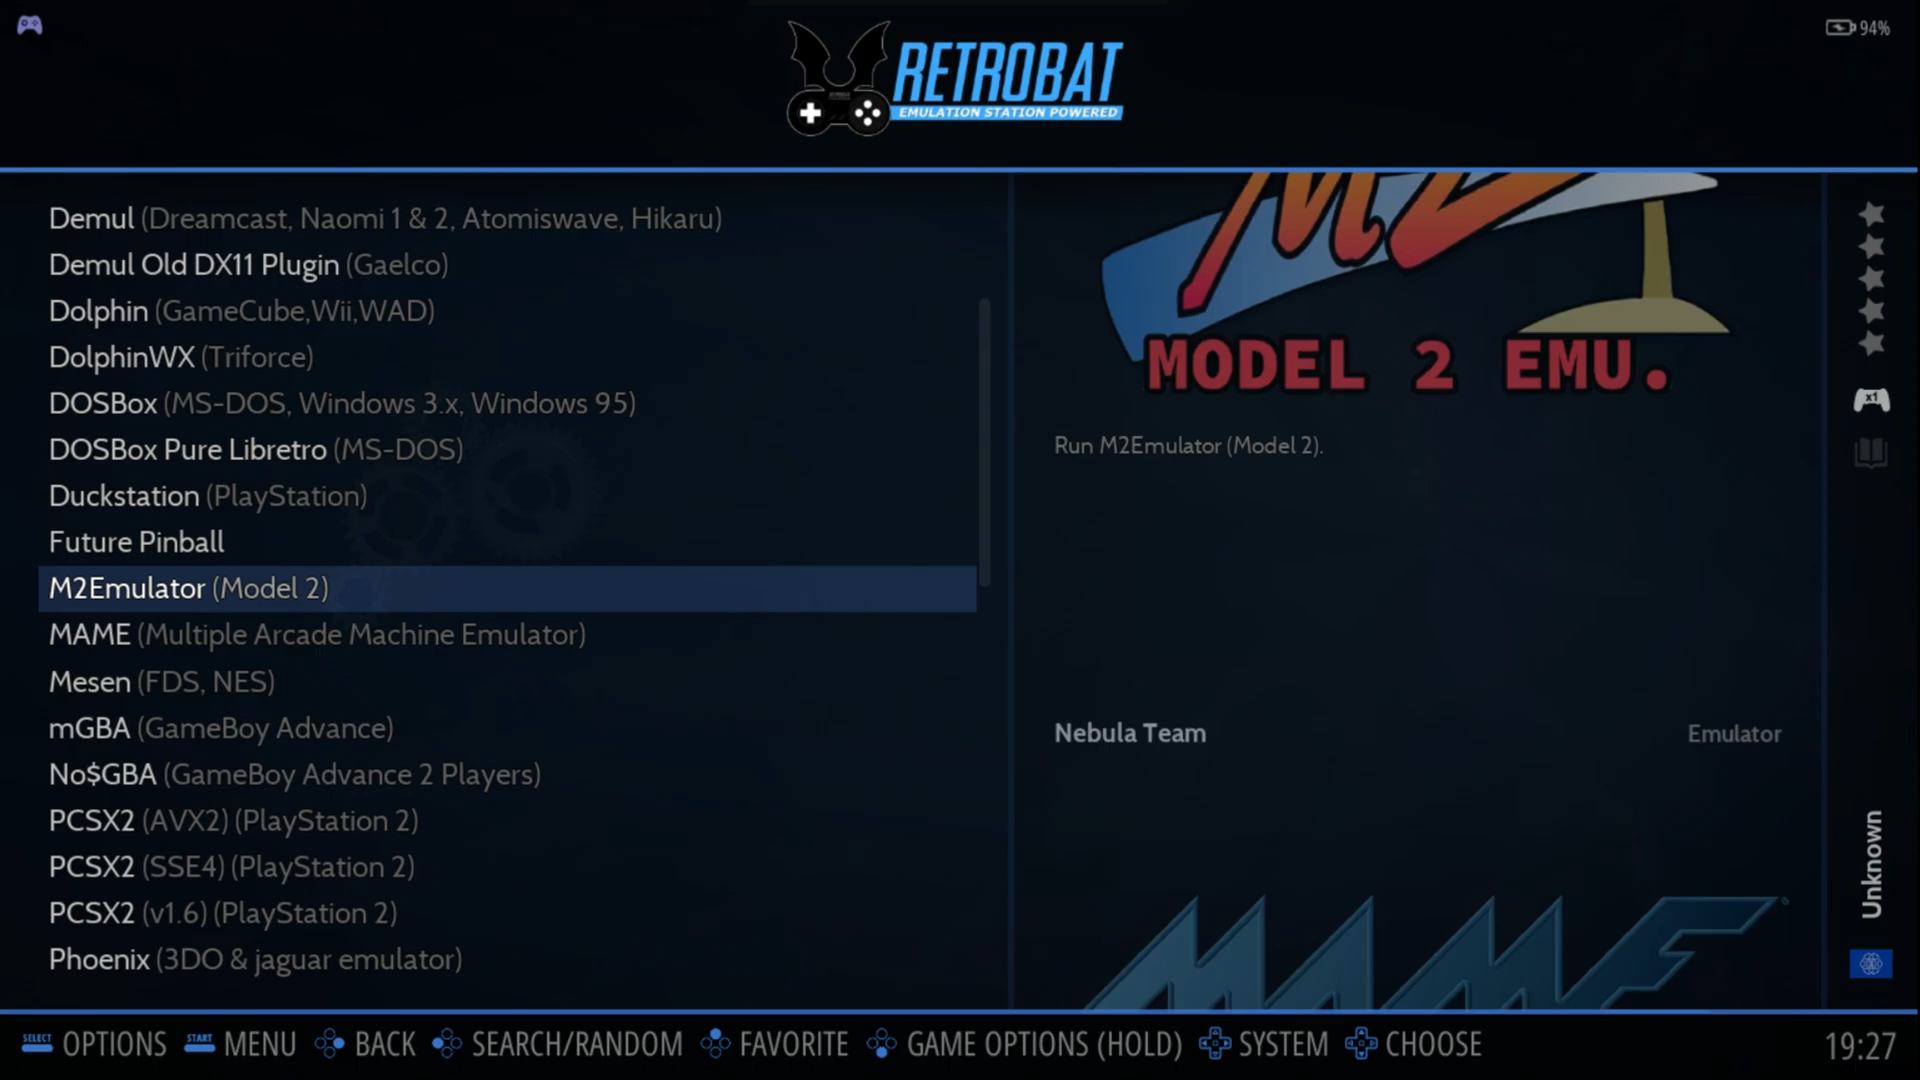 94%
RETROBAT
EMULATION STATION POWERED
Demul (Dreamcast, Naomi 1 & 2, Atomiswave, Hikaru)
Demul Old DX11 Plugin (Gaelco)
Dolphin (GameCube,Wii,WAD)
DolphinWX (Triforce)
DOSBox (MS-DOS, Windows 3.x, Windows 95)
DOSBox Pure Libretro (MS-DOS)
Duckstation (PlayStation)
Future Pinball
M2Emulator (Model 2)
MAME (Multiple Arcade Machine Emulator)
Mesen (FDS, NES)
mGBA (GameBoy Advance)
No$GBA (GameBoy Advance 2 Players)
PCSX2 (AVX2) (PlayStation 2)
PCSX2 (SSE4) (PlayStation 2)
PCSX2 (v1.6) (PlayStation 2)
Phoenix (3DO & jaguar emulator)
M2
MODEL 2 EMU.
Run M2Emulator (Model 2).
Nebula Team
Emulator
MAME
x1
Unknown
SELECT OPTIONS START MENU BACK SEARCH/RANDOM FAVORITE GAME OPTIONS (HOLD) SYSTEM CHOOSE
19:27